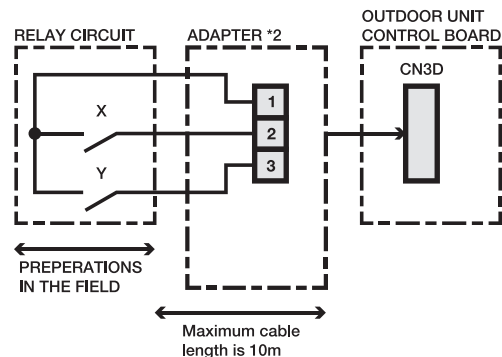 RELAY CIRCUIT
ADAPTER *2
OUTDOOR UNIT
CONTROL BOARD
CN3D
X
Y
1
2
3
PREPERATIONS
IN THE FIELD
Maximum cable
length is 10m